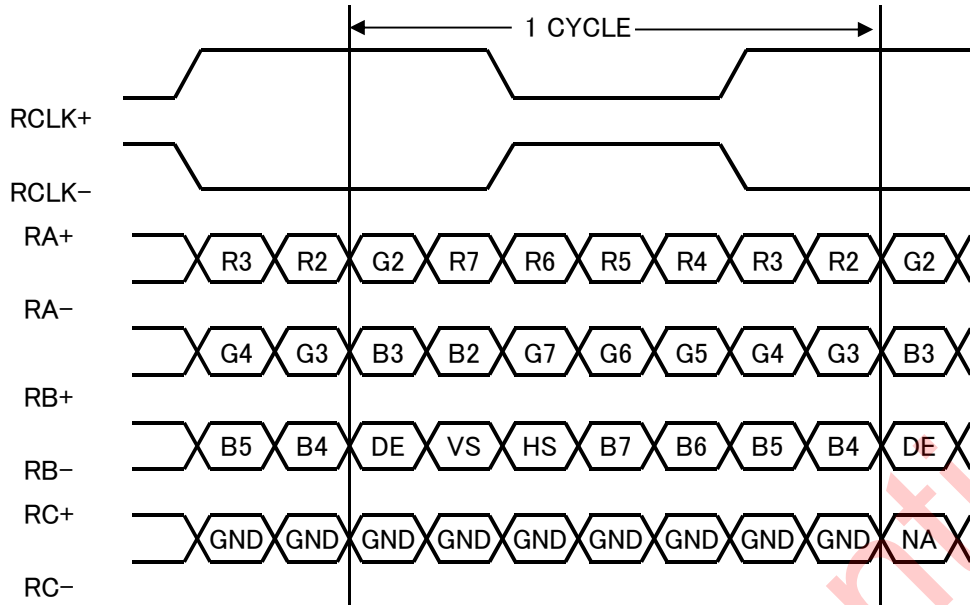 1 CYCLE
RCLK+
RCLK-
RA+
R3 R2 G2 R7 R6 R5 R4 R3 R2 G2
RA-
G4 G3 B3 B2 G7 G6 G5 G4 G3 B3
RB+
B5 B4 DE VS HS B7 B6 B5 B4 DE
RB-
RC+
GND GND GND GND GND GND GND GND GND NA
RC-